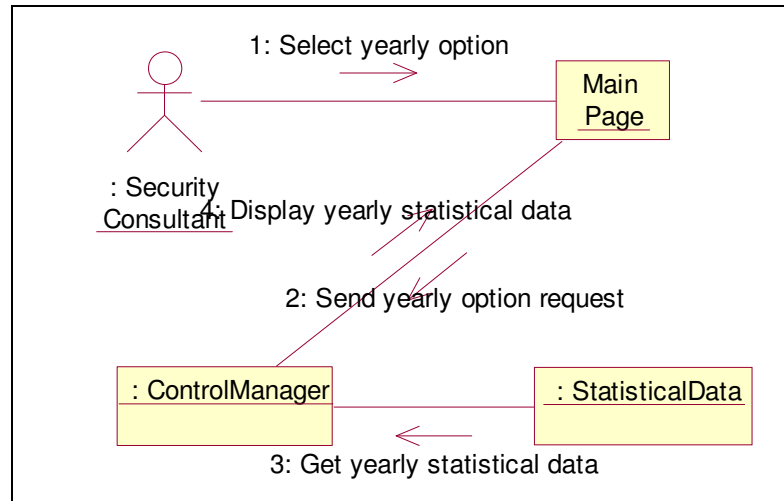 1: Select yearly option
Main
Page
: Security
Consultant
4: Display yearly statistical data
2: Send yearly option request
: ControlManager
: StatisticalData
3: Get yearly statistical data